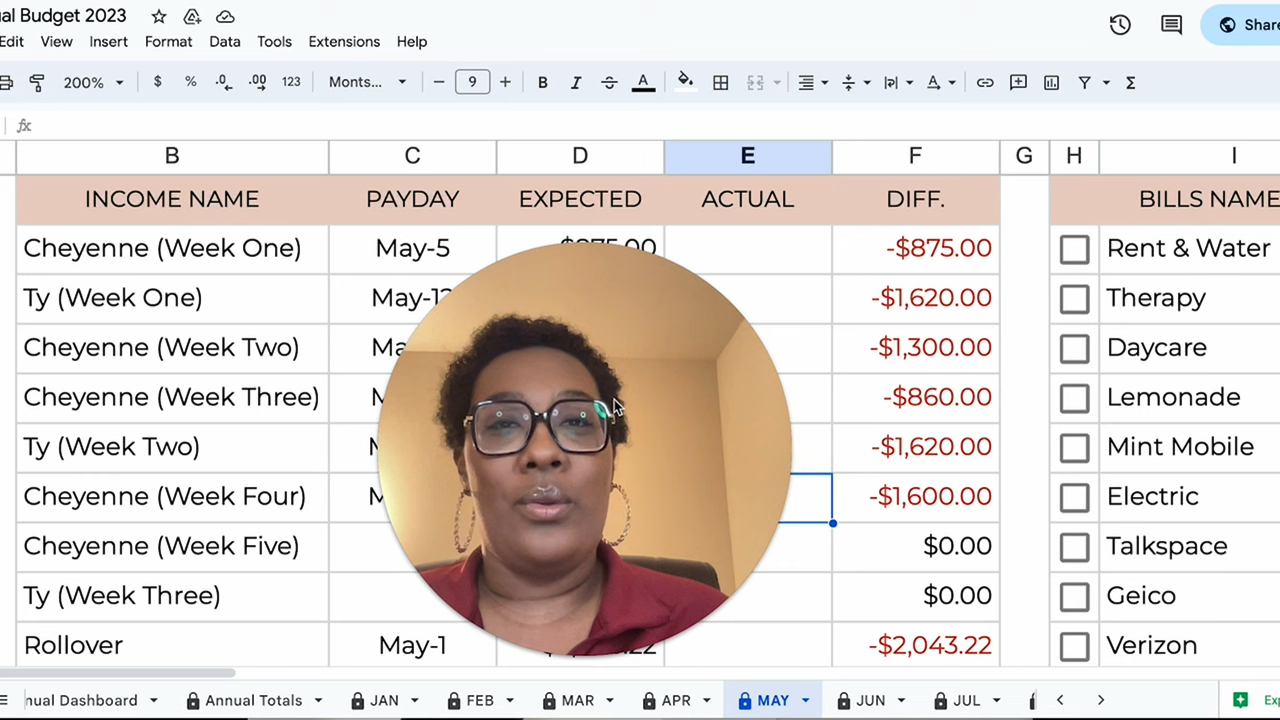 ual Budget 2023
Share
Edit View Insert Format Data Tools Extensions Help
200% $ % .0 .00 123 Monts... 9 B I S A Σ
fx
B C D E F G H I
INCOME NAME PAYDAY EXPECTED ACTUAL DIFF. BILLS NAME
Cheyenne (Week One) May-5 -$875.00 Rent & Water
Ty (Week One) May-12 -$1,620.00 Therapy
Cheyenne (Week Two) -$1,300.00 Daycare
Cheyenne (Week Three) -$860.00 Lemonade
Ty (Week Two) -$1,620.00 Mint Mobile
Cheyenne (Week Four) -$1,600.00 Electric
Cheyenne (Week Five) $0.00 Talkspace
Ty (Week Three) $0.00 Geico
Rollover May-1 -$2,043.22 Verizon
nual Dashboard Annual Totals JAN FEB MAR APR MAY JUN JUL